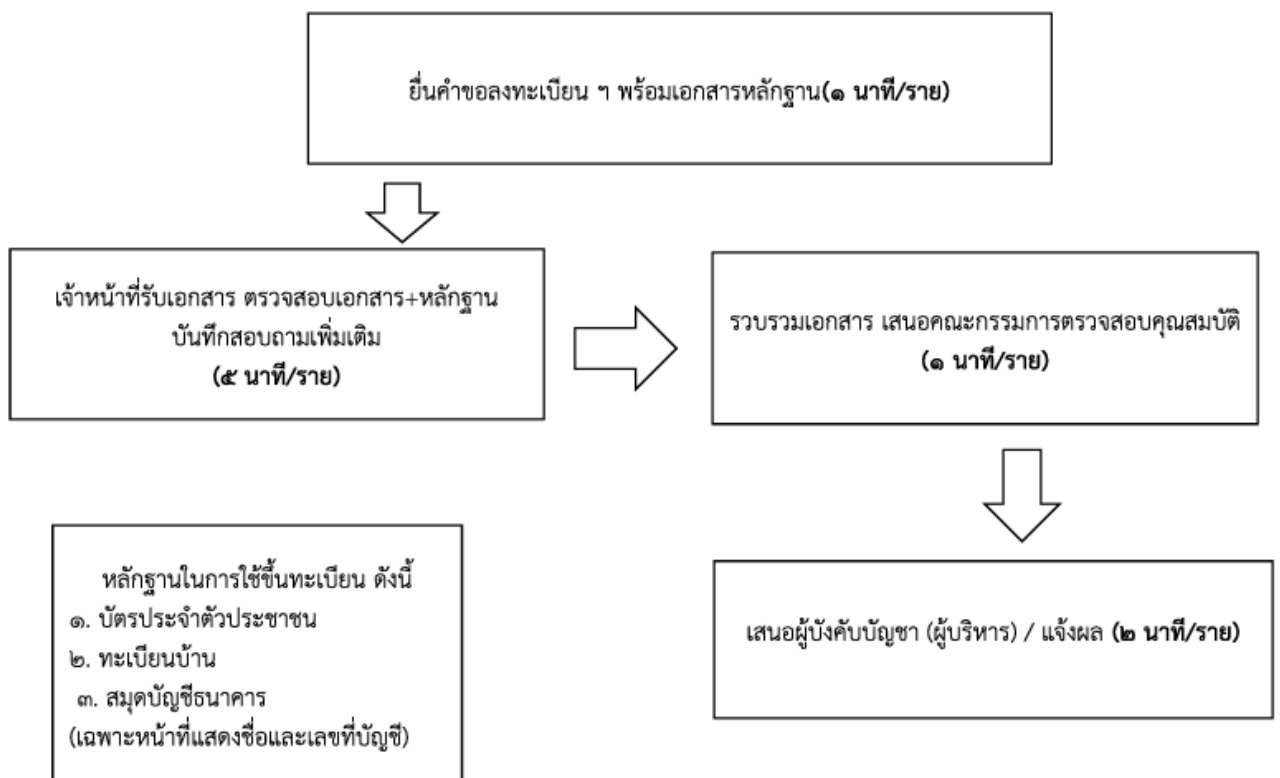 ยื่นคำขอลงทะเบียน ฯ พร้อมเอกสารหลักฐาน(๑ นาที/ราย)
เจ้าหน้าที่รับเอกสาร ตรวจสอบเอกสาร+หลักฐาน
บันทึกสอบถามเพิ่มเติม
(๕ นาที/ราย)
รวบรวมเอกสาร เสนอคณะกรรมการตรวจสอบคุณสมบัติ
(๑ นาที/ราย)
เสนอผู้บังคับบัญชา (ผู้บริหาร) / แจ้งผล (๒ นาที/ราย)
หลักฐานในการใช้ขึ้นทะเบียน ดังนี้
๑. บัตรประจำตัวประชาชน
๒. ทะเบียนบ้าน
๓. สมุดบัญชีธนาคาร
(เฉพาะหน้าที่แสดงชื่อและเลขที่บัญชี)